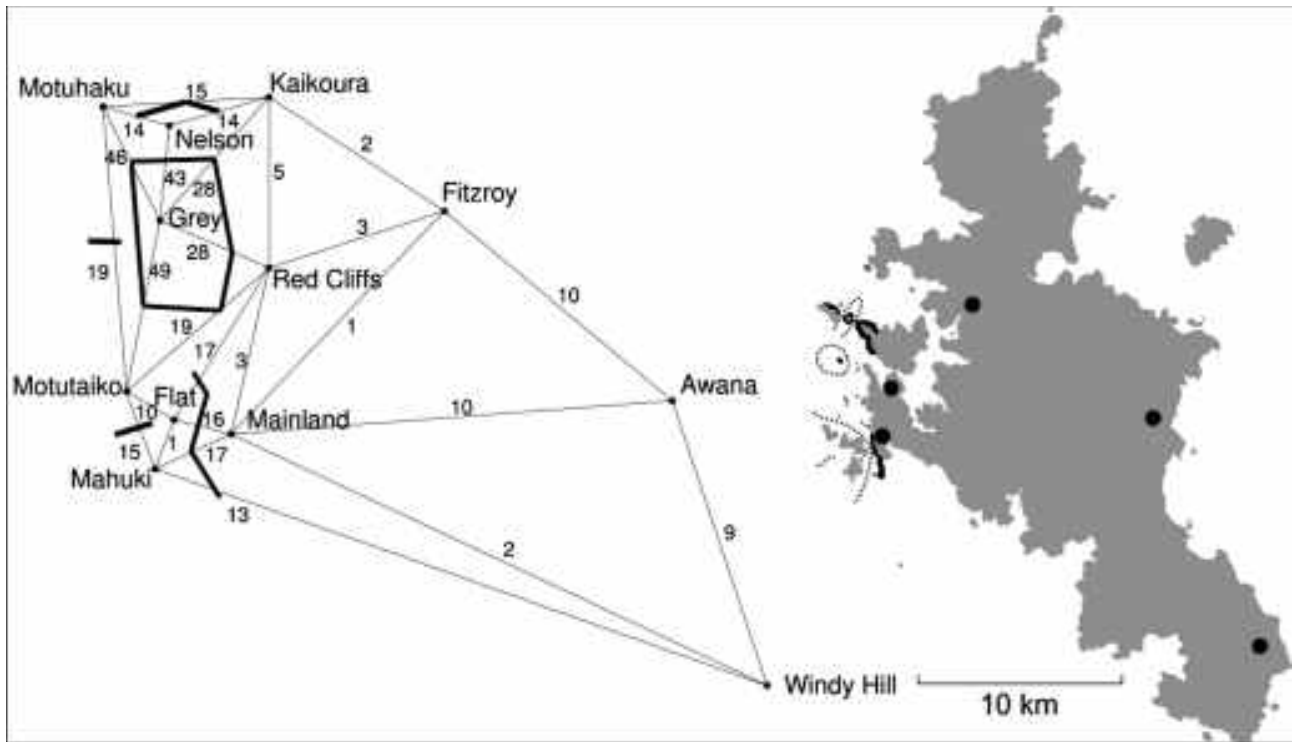 Motuhaku
Kaikoura
15
14
14
Nelson
2
46
43
28
5
Fitzroy
Grey
3
28
19
49
Red Cliffs
10
19
1
17
3
Motutaiko
Flat
Awana
10
16
Mainland
10
15
1
17
Mahuki
13
9
2
Windy Hill
10 km